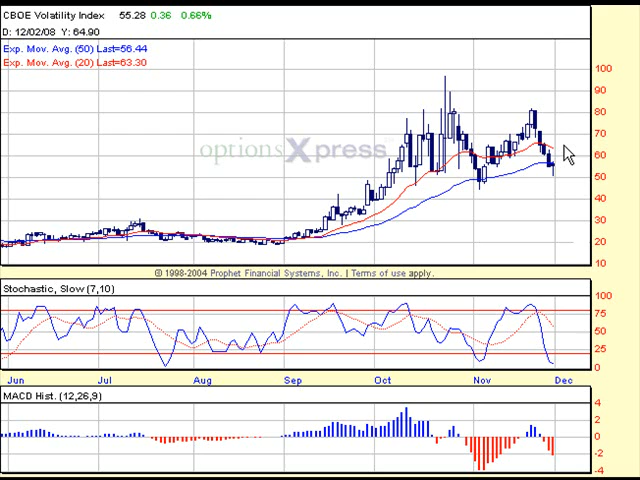 CBOE Volatility Index 55.28 0.36 0.66%
D: 12/02/08 Y: 64.90
Exp. Mov. Avg. (50) Last=56.44
Exp. Mov. Avg. (20) Last=63.30
100
90
80
70
optionsXpress
60
50
40
30
20
10
© 1998-2004 Prophet Financial Systems, Inc. | Terms of use apply.
Stochastic, Slow (7,10)
100
75
50
25
0
Jun Jul Aug Sep Oct Nov Dec
MACD Hist. (12,26,9)
4
2
0
-2
-4